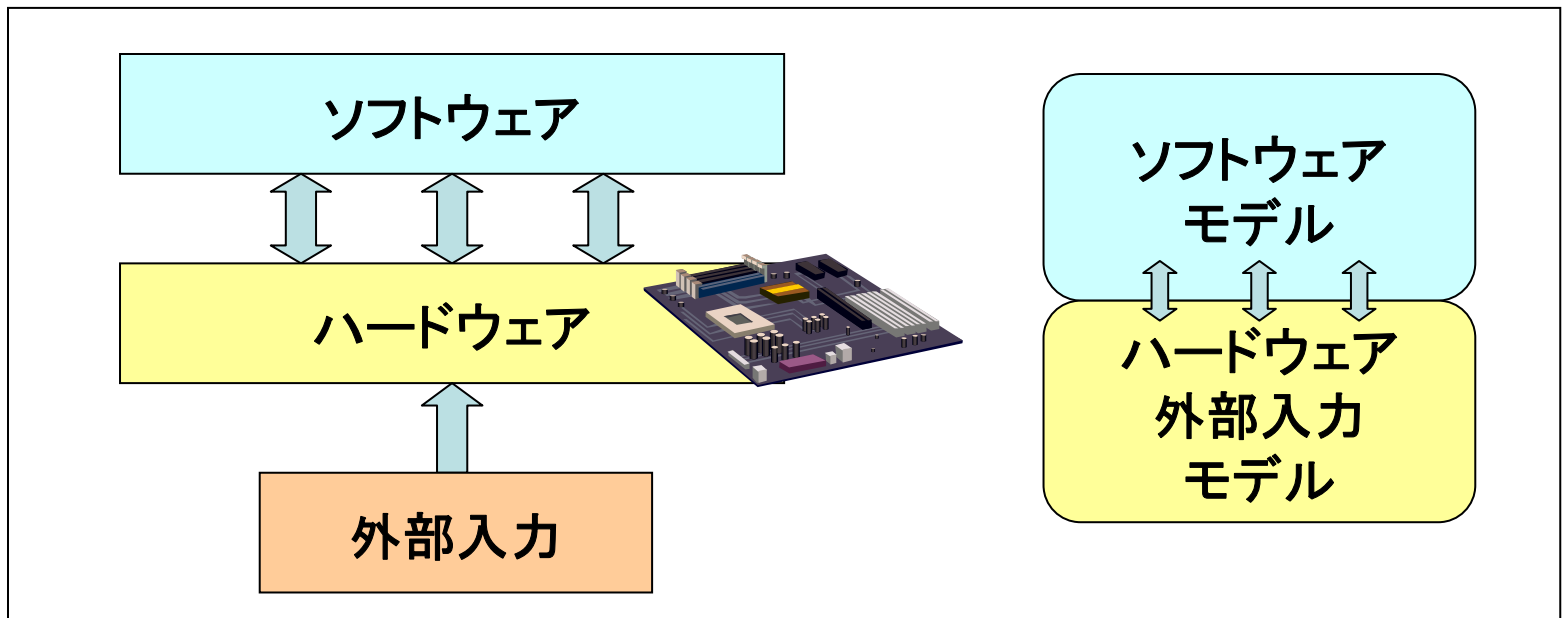 ソフトウェア
ハードウェア
外部入力
ソフトウェア
モデル
ハードウェア
外部入力
モデル